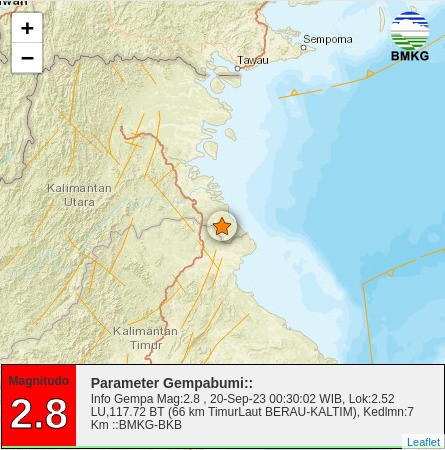 wan
+
−
Semporna
Tawau
BMKG
Kalimantan
Utara
Kalimantan
Timur
Magnitudo
2.8
Parameter Gempabumi::
Info Gempa Mag:2.8 , 20-Sep-23 00:30:02 WIB, Lok:2.52
LU,117.72 BT (66 km TimurLaut BERAU-KALTIM), Kedlmn:7
Km ::BMKG-BKB
Leaflet